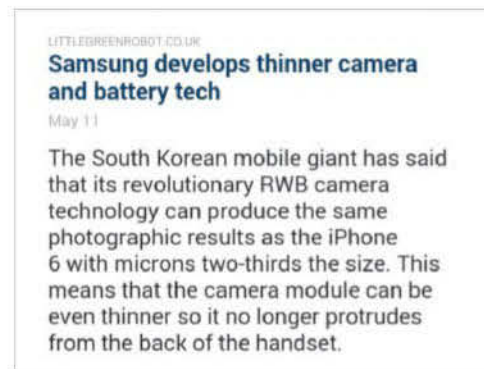 LITTLEGREENROBOT.CO.UK
Samsung develops thinner camera
and battery tech
May 11
The South Korean mobile giant has said
that its revolutionary RWB camera
technology can produce the same
photographic results as the iPhone
6 with microns two-thirds the size. This
means that the camera module can be
even thinner so it no longer protrudes
from the back of the handset.